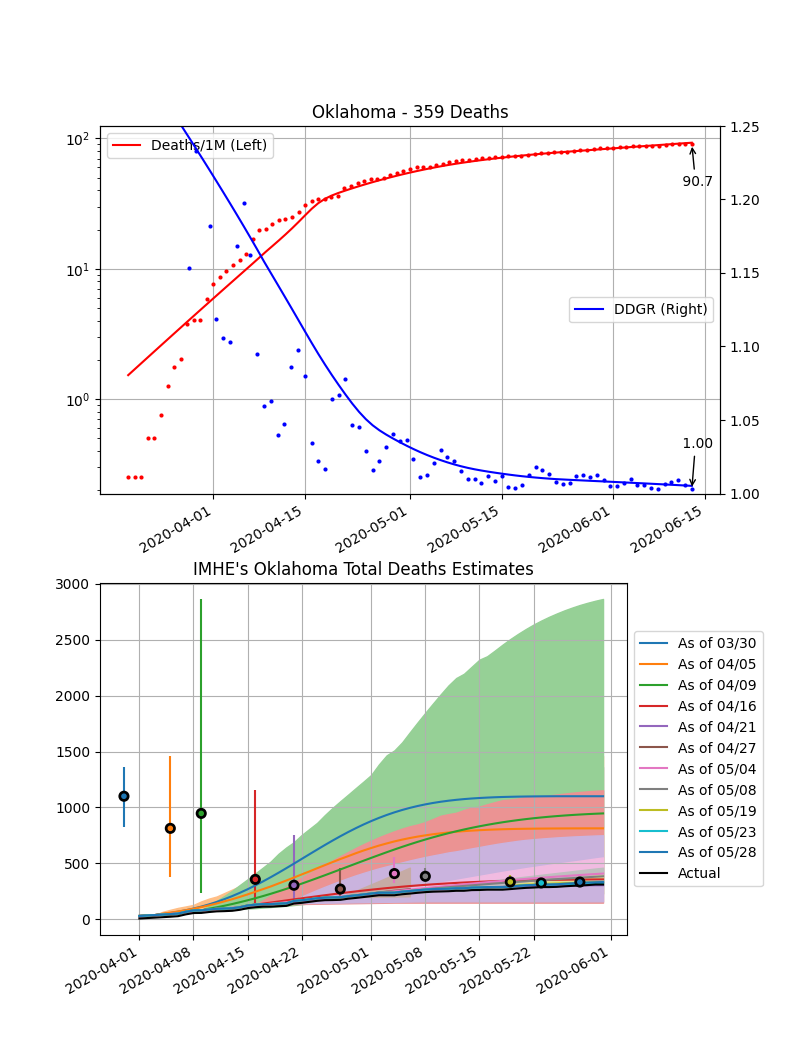 Oklahoma - 359 Deaths
Deaths/1M (Left)
DDGR (Right)
10²
10¹
10⁰
1.25
1.20
1.15
1.10
1.05
1.00
90.7
1.00
2020-04-01
2020-04-15
2020-05-01
2020-05-15
2020-06-01
2020-06-15
IMHE's Oklahoma Total Deaths Estimates
3000
2500
2000
1500
1000
500
0
2020-04-01
2020-04-08
2020-04-15
2020-04-22
2020-05-01
2020-05-08
2020-05-15
2020-05-22
2020-06-01
As of 03/30
As of 04/05
As of 04/09
As of 04/16
As of 04/21
As of 04/27
As of 05/04
As of 05/08
As of 05/19
As of 05/23
As of 05/28
Actual